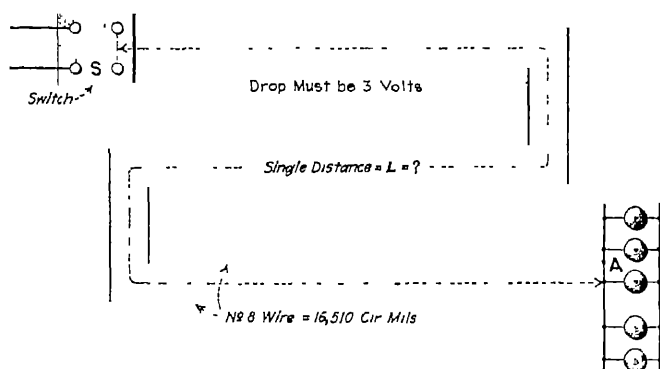 S
Switch
Drop Must be 3 Volts
Single Distance = L = ?
A
Nº 8 Wire = 16,510 Cir Mils